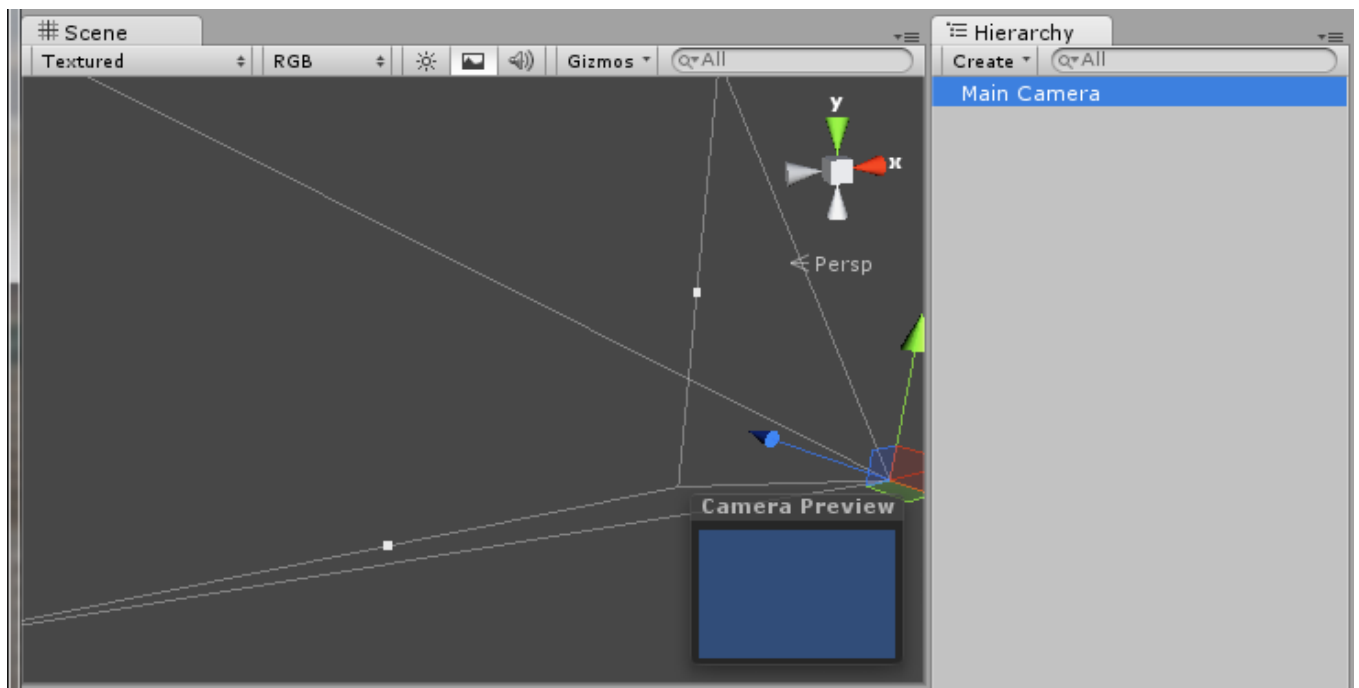 Scene
Hierarchy
Textured RGB Gizmos All
Create All
Main Camera
y
x
Persp
Camera Preview